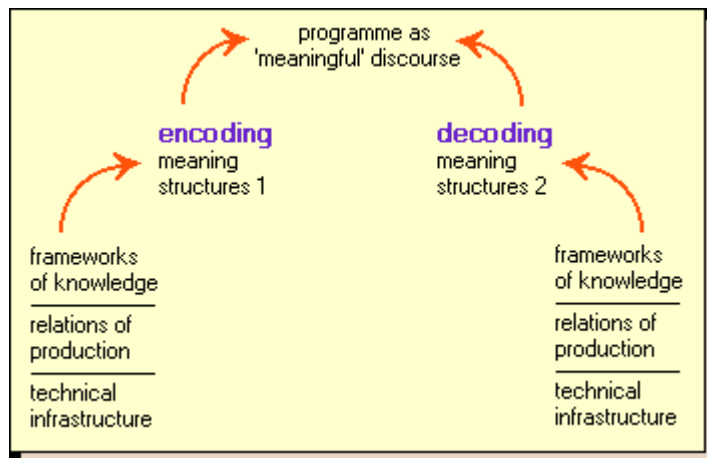 programme as
'meaningful' discourse
encoding
meaning
structures 1
decoding
meaning
structures 2
frameworks
of knowledge
relations of
production
technical
infrastructure
frameworks
of knowledge
relations of
production
technical
infrastructure